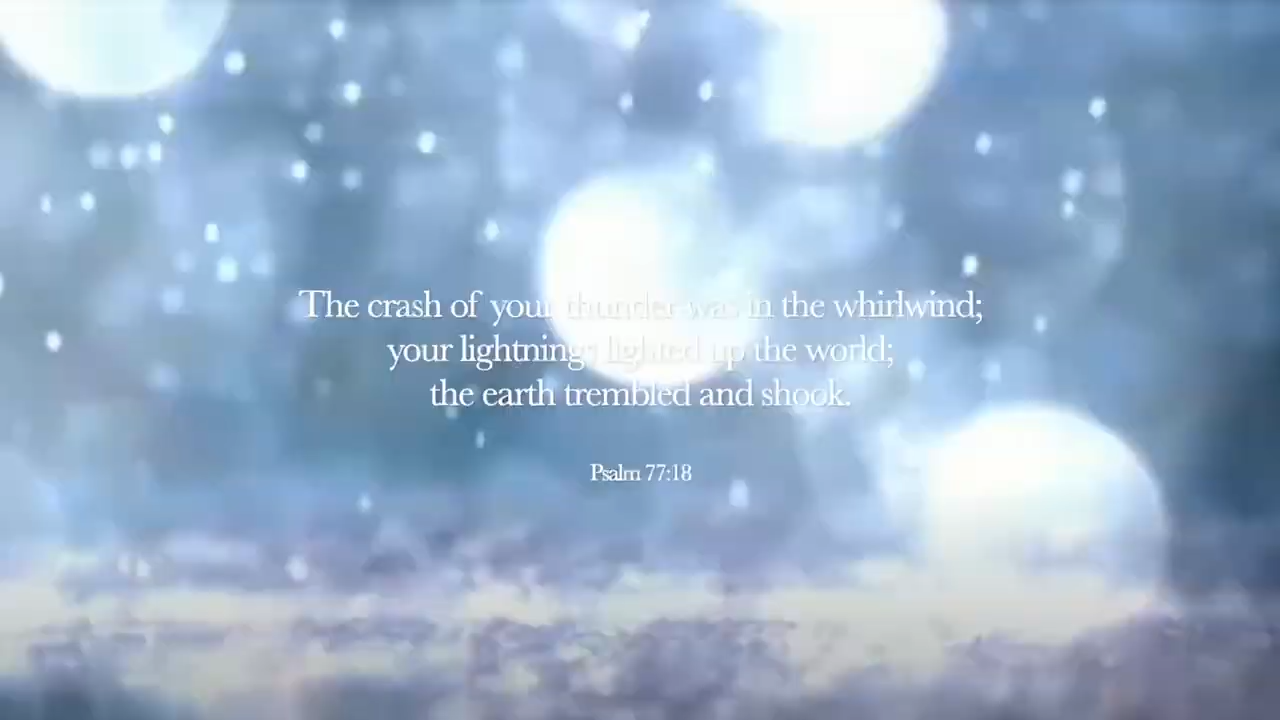 The crash of your thunder was in the whirlwind;
your lightnings lighted up the world;
the earth trembled and shook.
Psalm 77:18